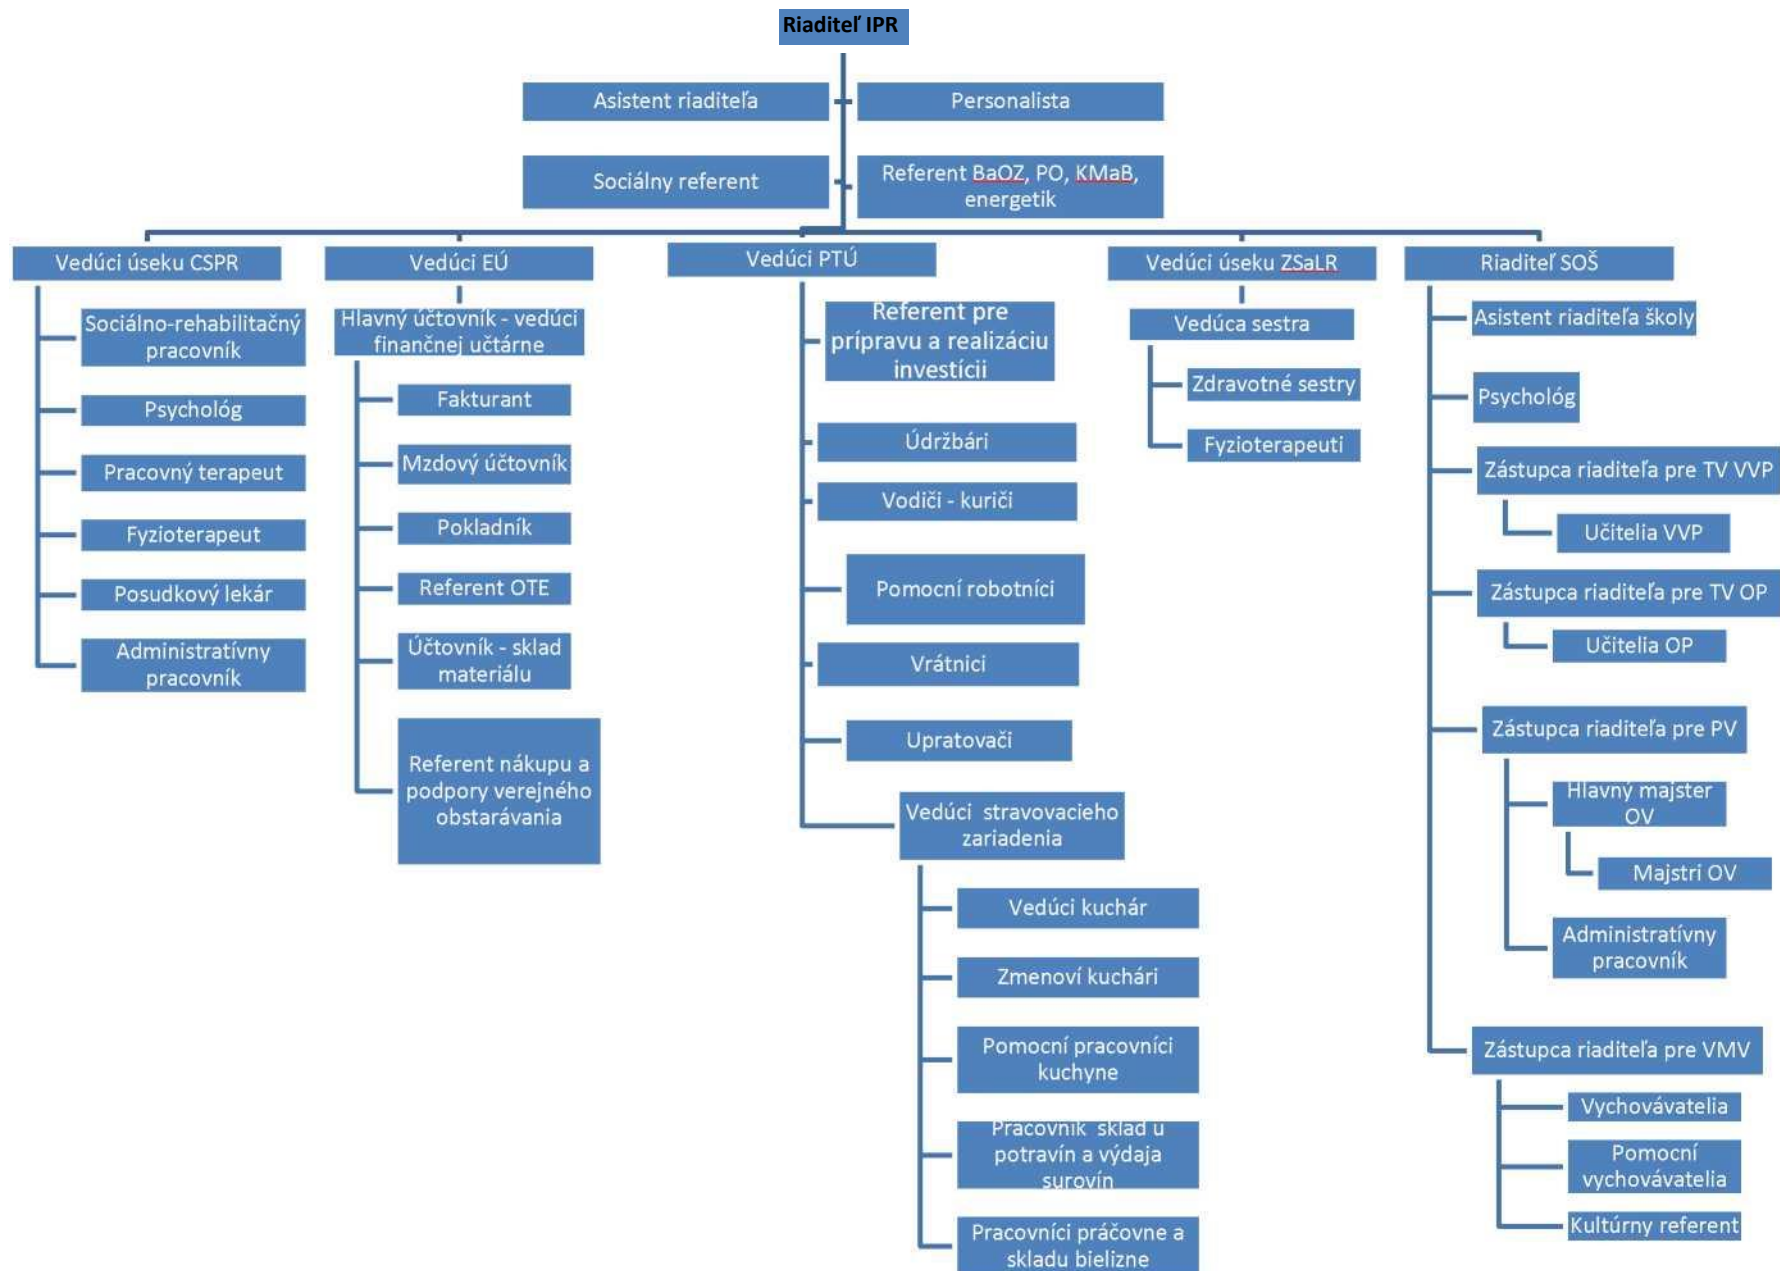 Riaditeľ IPR
Asistent riaditeľa
Personalista
Sociálny referent
Referent BaOZ, PO, KMaB,
energetik
Vedúci úseku CSPR
Sociálno-rehabilitačný
pracovník
Psychológ
Pracovný terapeut
Fyzioterapeut
Posudkový lekár
Administratívny
pracovník
Vedúci EÚ
Hlavný účtovník - vedúci
finančnej učtárne
Fakturant
Mzdový účtovník
Pokladník
Referent OTE
Účtovník - sklad
materiálu
Referent nákupu a
podpory verejného
obstarávania
Vedúci PTÚ
Referent pre
prípravu a realizáciu
investícii
Údržbári
Vodiči - kuriči
Pomocní robotníci
Vrátnici
Upratovači
Vedúci stravovacieho
zariadenia
Vedúci kuchár
Zmenoví kuchári
Pomocní pracovníci
kuchyne
Pracovník sklad u
potravín a výdaja
surovín
Pracovníci práčovne a
skladu bielizne
Vedúci úseku ZSaLR
Vedúca sestra
Zdravotné sestry
Fyzioterapeuti
Riaditeľ SOŠ
Asistent riaditeľa školy
Psychológ
Zástupca riaditeľa pre TV VVP
Učitelia VVP
Zástupca riaditeľa pre TV OP
Učitelia OP
Zástupca riaditeľa pre PV
Hlavný majster
OV
Majstri OV
Administratívny
pracovník
Zástupca riaditeľa pre VMV
Vychovávatelia
Pomocní
vychovávatelia
Kultúrny referent